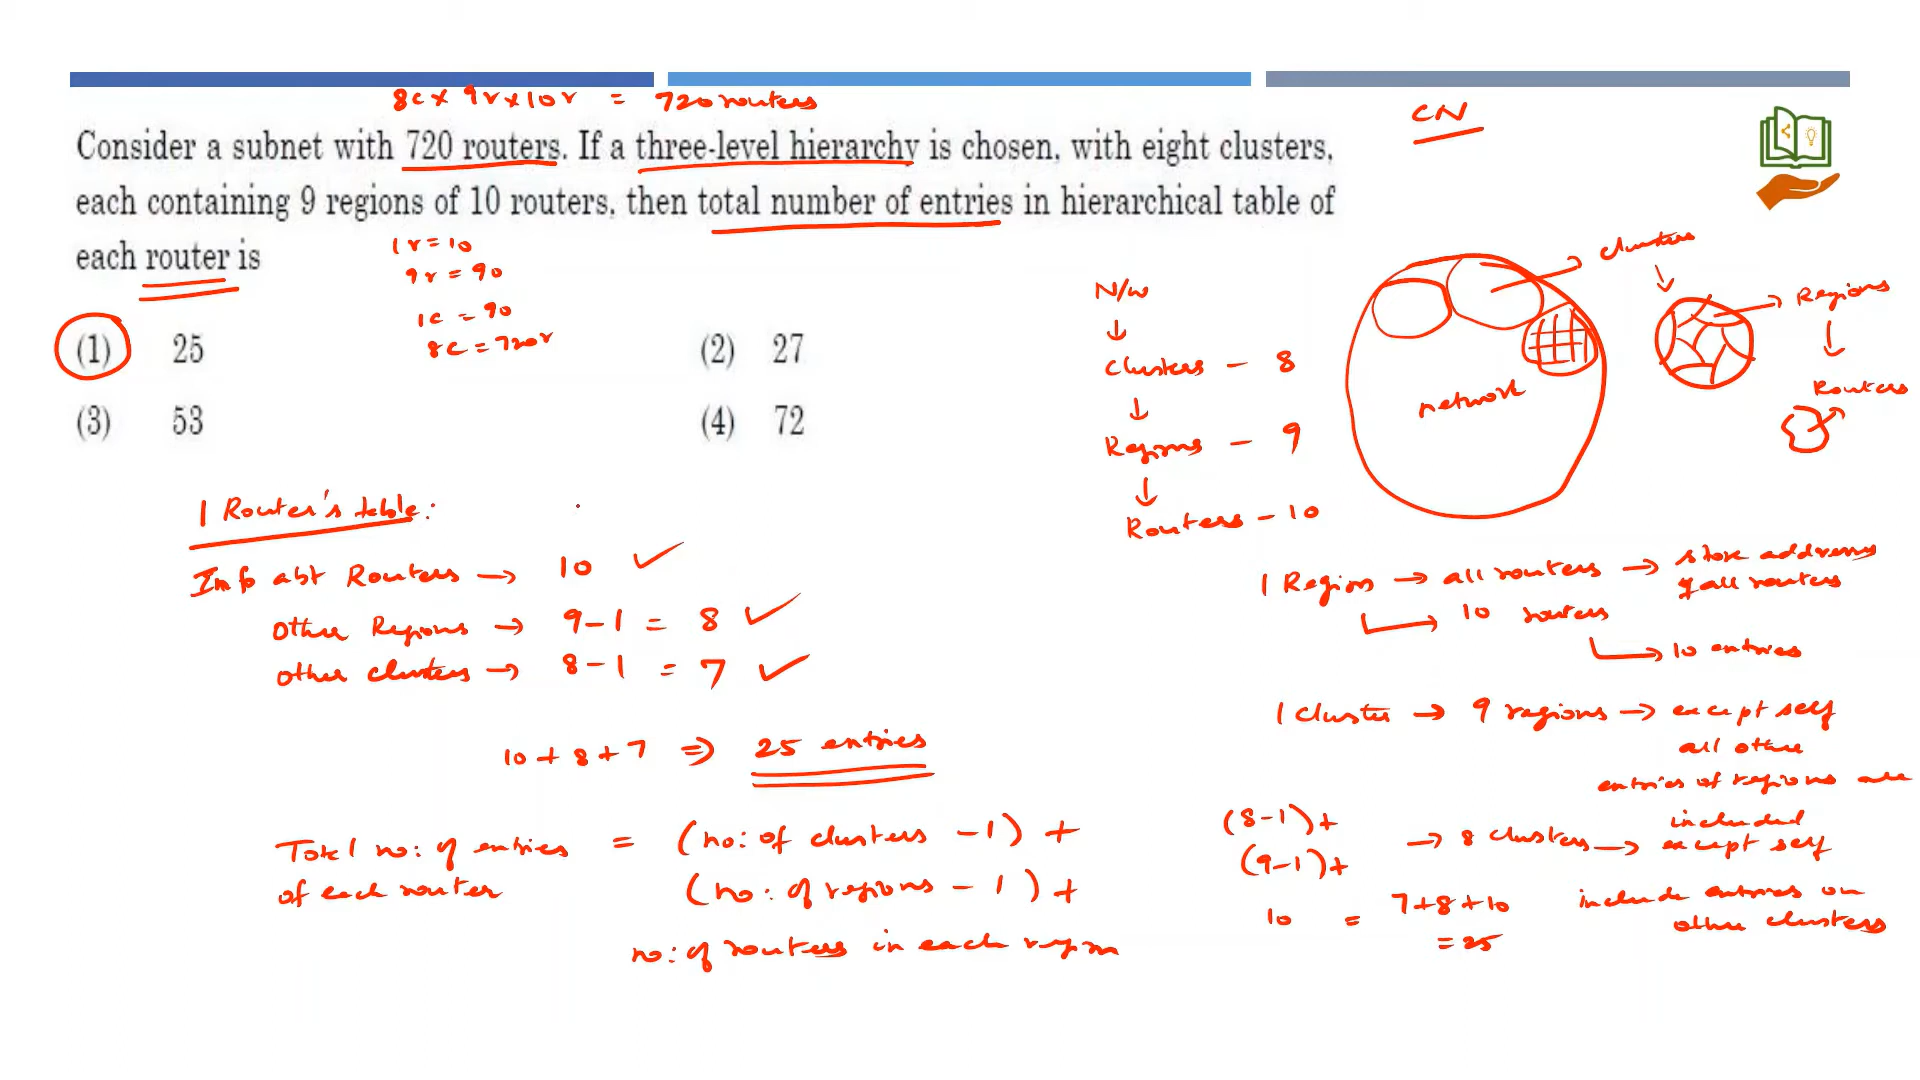 8c x 9r x 10r = 720 routers
CN
Consider a subnet with 720 routers. If a three-level hierarchy is chosen, with eight clusters,
each containing 9 regions of 10 routers, then total number of entries in hierarchical table of
each router is
1r = 10
9r = 90
1c = 90
8c = 720r
(1) 25
(2) 27
(3) 53
(4) 72
N/w
↓
Clusters - 8
↓
Regions - 9
↓
Routers - 10
network
clusters
Regions
Routers
1 Router's table:
Info abt Routers → 10 ✓
Other Regions → 9-1 = 8 ✓
other clusters → 8-1 = 7 ✓
10 + 8 + 7 ⇒ 25 entries
Total no: of entries = (no: of clusters - 1) +
of each router (no: of regions - 1) +
no: of routers in each region
1 Region → all routers → store address
of all routers
10 routers
→ 10 entries
1 cluster → 9 regions → except self
all other
entries of regions are
included
→ 8 clusters → except self
include entries on
other clusters
(8-1)+
(9-1)+
10 = 7+8+10
= 25